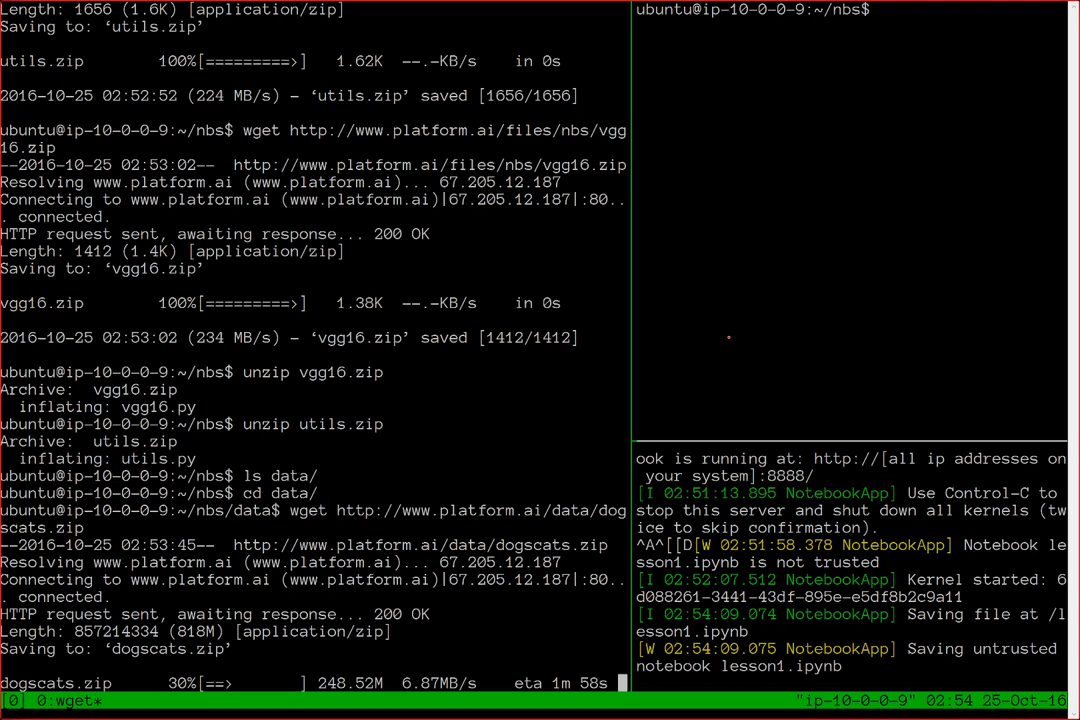 Length: 1656 (1.6K) [application/zip]
Saving to: ‘utils.zip’
utils.zip 100%[=========>] 1.62K --.-KB/s in 0s
2016-10-25 02:52:52 (224 MB/s) - ‘utils.zip’ saved [1656/1656]
ubuntu@ip-10-0-0-9:~/nbs$ wget http://www.platform.ai/files/nbs/vgg
16.zip
--2016-10-25 02:53:02-- http://www.platform.ai/files/nbs/vgg16.zip
Resolving www.platform.ai (www.platform.ai)... 67.205.12.187
Connecting to www.platform.ai (www.platform.ai)|67.205.12.187|:80..
. connected.
HTTP request sent, awaiting response... 200 OK
Length: 1412 (1.4K) [application/zip]
Saving to: ‘vgg16.zip’
vgg16.zip 100%[=========>] 1.38K --.-KB/s in 0s
2016-10-25 02:53:02 (234 MB/s) - ‘vgg16.zip’ saved [1412/1412]
ubuntu@ip-10-0-0-9:~/nbs$ unzip vgg16.zip
Archive: vgg16.zip
inflating: vgg16.py
ubuntu@ip-10-0-0-9:~/nbs$ unzip utils.zip
Archive: utils.zip
inflating: utils.py
ubuntu@ip-10-0-0-9:~/nbs$ ls data/
ubuntu@ip-10-0-0-9:~/nbs$ cd data/
ubuntu@ip-10-0-0-9:~/nbs/data$ wget http://www.platform.ai/data/dog
scats.zip
--2016-10-25 02:53:45-- http://www.platform.ai/data/dogscats.zip
Resolving www.platform.ai (www.platform.ai)... 67.205.12.187
Connecting to www.platform.ai (www.platform.ai)|67.205.12.187|:80..
. connected.
HTTP request sent, awaiting response... 200 OK
Length: 857214334 (818M) [application/zip]
Saving to: ‘dogscats.zip’
dogscats.zip 30%[==> ] 248.52M 6.87MB/s eta 1m 58s
ubuntu@ip-10-0-0-9:~/nbs$
ook is running at: http://[all ip addresses on
your system]:8888/
[I 02:51:13.895 NotebookApp] Use Control-C to
stop this server and shut down all kernels (tw
ice to skip confirmation).
^A^[[D[W 02:51:58.378 NotebookApp] Notebook le
sson1.ipynb is not trusted
[I 02:52:07.512 NotebookApp] Kernel started: 6
d088261-3441-43df-895e-e5df8b2c9a11
[I 02:54:09.074 NotebookApp] Saving file at /l
esson1.ipynb
[W 02:54:09.075 NotebookApp] Saving untrusted
notebook lesson1.ipynb
[0] 0:wget* "ip-10-0-0-9" 02:54 25-Oct-16